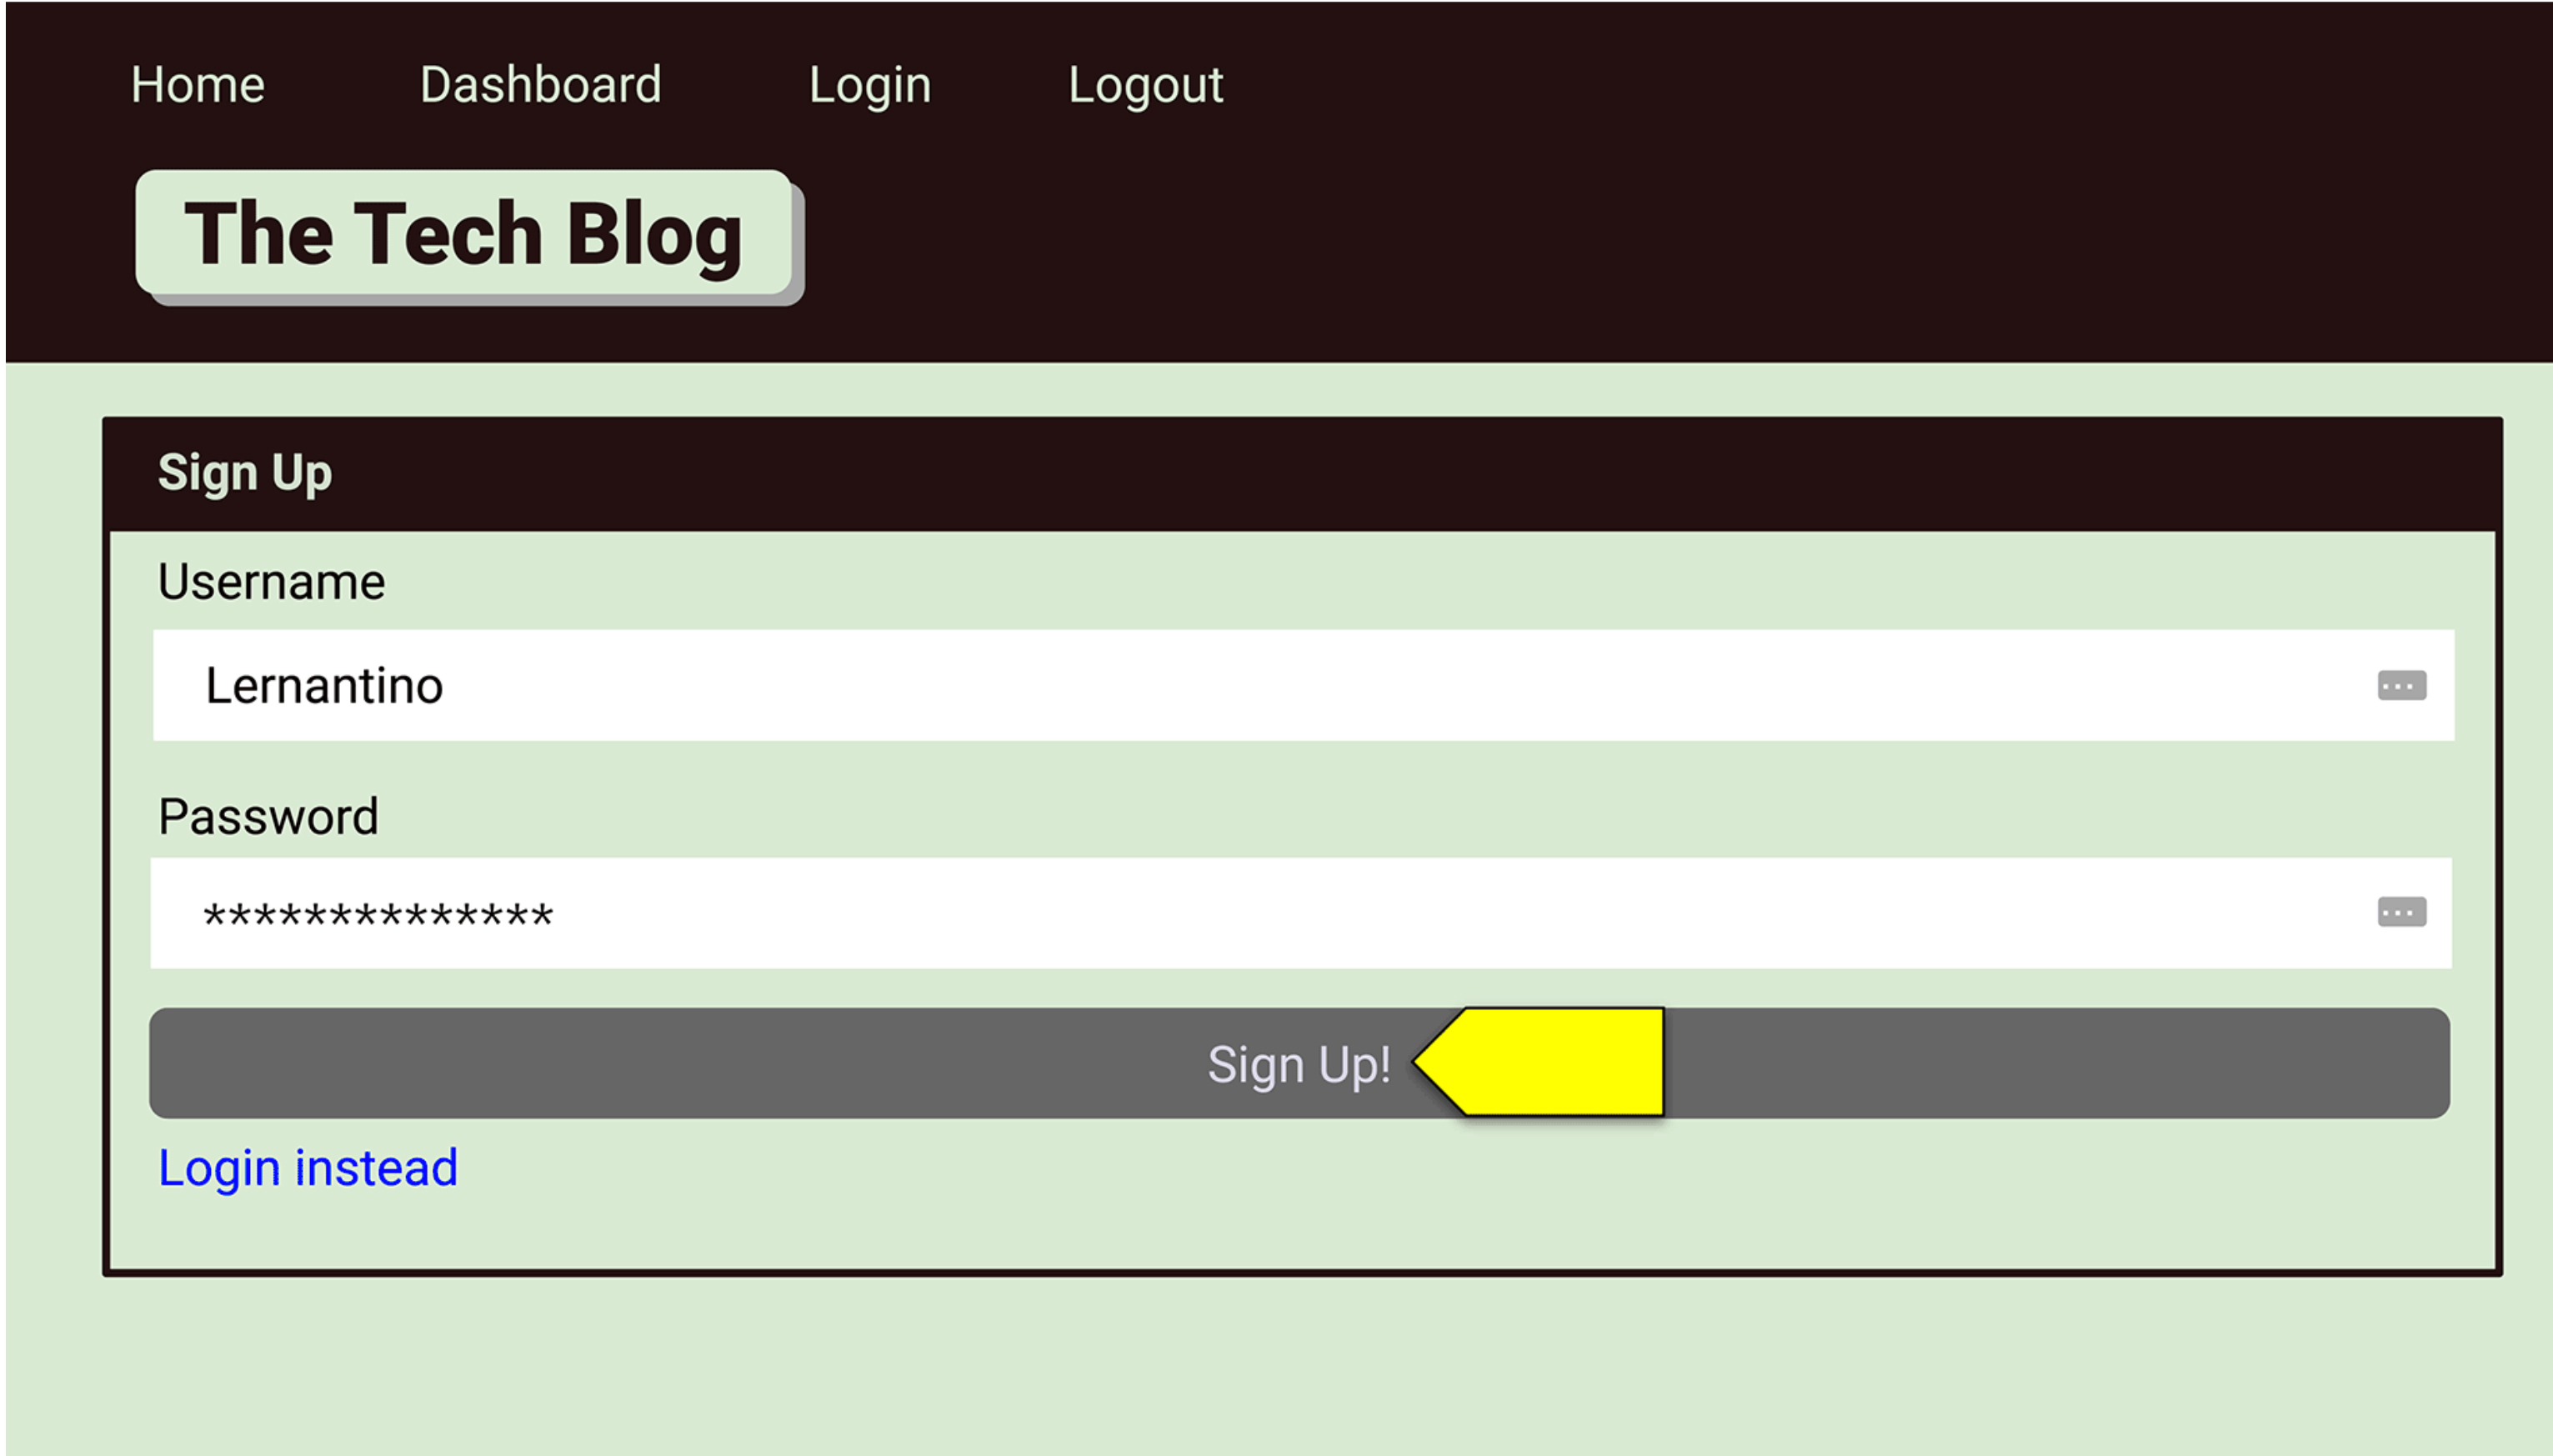 Home Dashboard Login Logout
The Tech Blog
Sign Up
Username
Lernantino
Password
**************
Sign Up!
Login instead